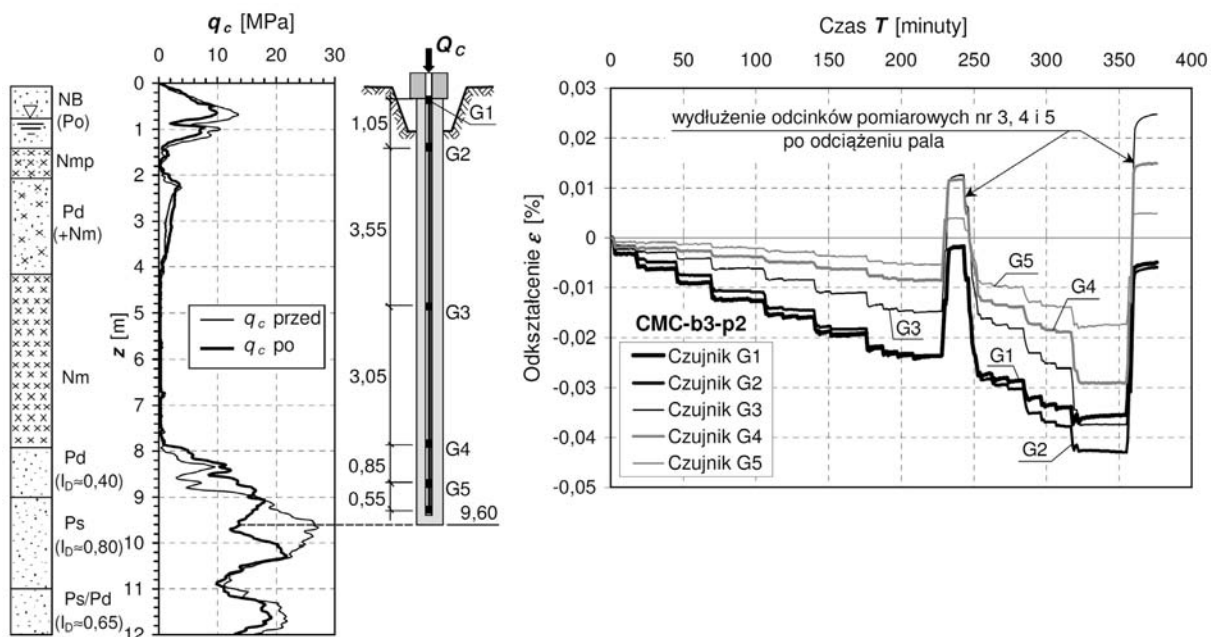 q_c [MPa]
0 10 20 30
0
1
2
3
4
5
6
7
8
9
10
11
12
z [m]
NB
(Po)
Nmp
Pd
(+Nm)
Nm
Pd
(I_D≈0,40)
Ps
(I_D≈0,80)
Ps/Pd
(I_D≈0,65)
q_c przed
q_c po
Q_C
G1
1,05
G2
3,55
G3
3,05
G4
0,85
G5
0,55
9,60
Czas T [minuty]
0 50 100 150 200 250 300 350 400
0,03
0,02
0,01
0
-0,01
-0,02
-0,03
-0,04
-0,05
Odkształcenie ε [%]
wydłużenie odcinków pomiarowych nr 3, 4 i 5
po odciążeniu pala
G5
G4
G3
G1
G2
CMC-b3-p2
Czujnik G1
Czujnik G2
Czujnik G3
Czujnik G4
Czujnik G5